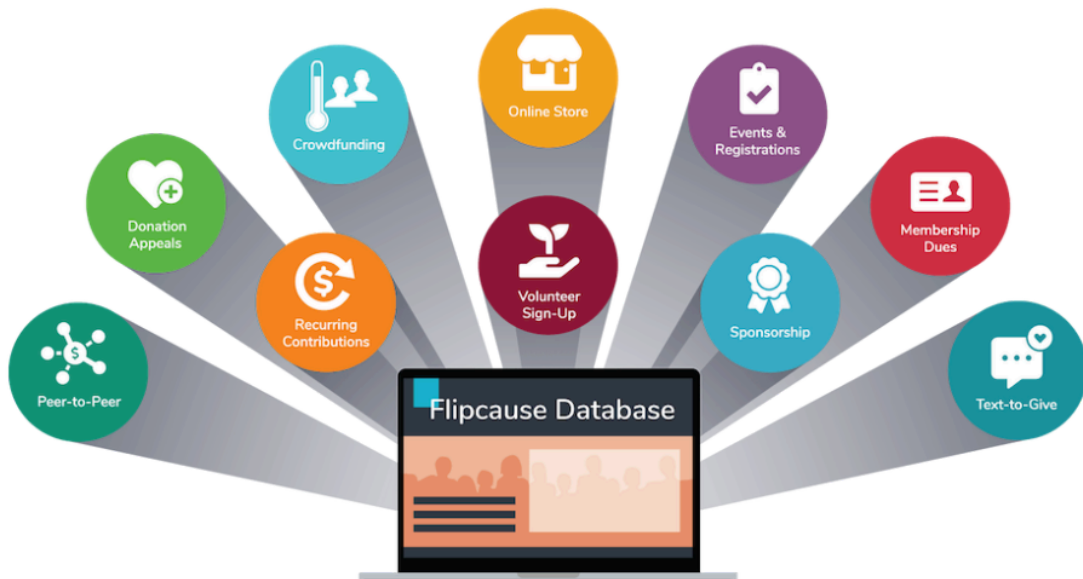 Online Store
Crowdfunding
Events &
Registrations
Donation
Appeals
Membership
Dues
Recurring
Contributions
Volunteer
Sign-Up
Sponsorship
Peer-to-Peer
$
$
Text-to-Give
Flipcause Database